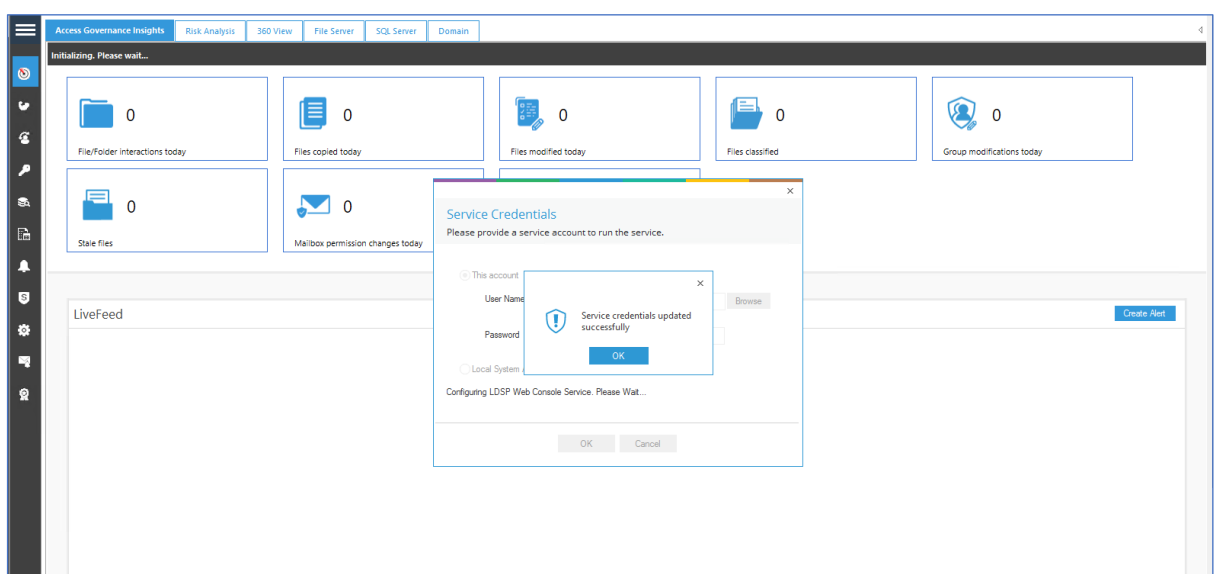 Access Governance Insights Risk Analysis 360 View File Server SQL Server Domain
Initializing. Please wait...
0 0 0 0 0
File/Folder interactions today Files copied today Files modified today Files classified Group modifications today
0 0
Stale files Mailbox permission changes today
Service Credentials
Please provide a service account to run the service.
This account
User Name Browse
Service credentials updated
successfully
Password
OK
Local System
Configuring LDSP Web Console Service. Please Wait...
OK Cancel
LiveFeed Create Alert